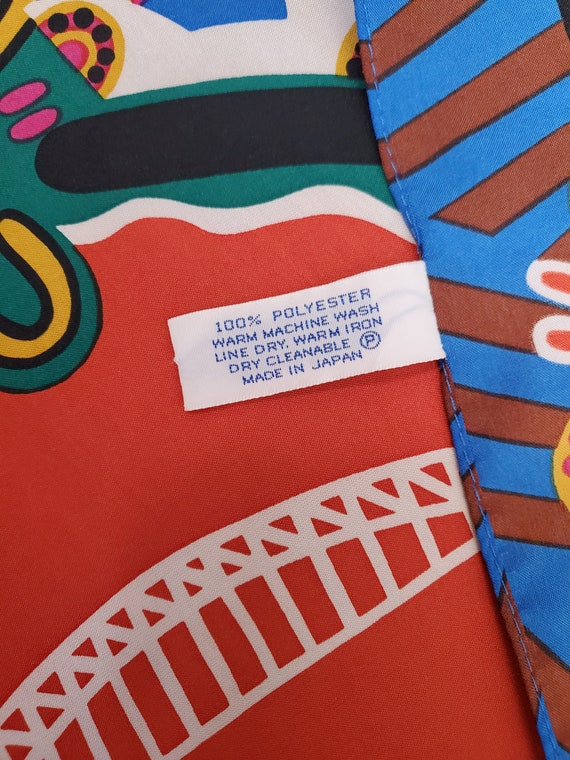 100% POLYESTER
WARM MACHINE WASH
LINE DRY. WARM IRON
DRY CLEANABLE Ⓟ
MADE IN JAPAN